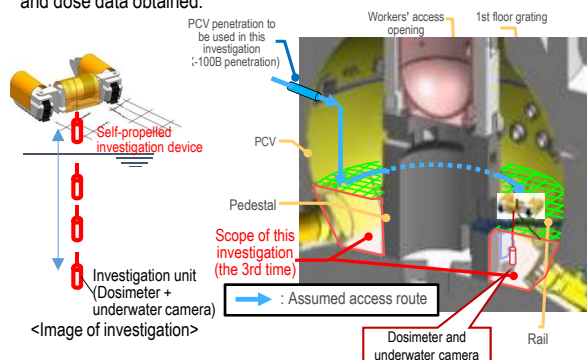 and dose data obtained.
PCV penetration to
be used in this
investigation
(X-100B penetration)
Workers' access
opening
1st floor grating
Self-propelled
investigation device
PCV
Pedestal
Scope of this
investigation
(the 3rd time)
Investigation unit
(Dosimeter +
underwater camera)
<Image of investigation>
: Assumed access route
Rail
Dosimeter and
underwater camera